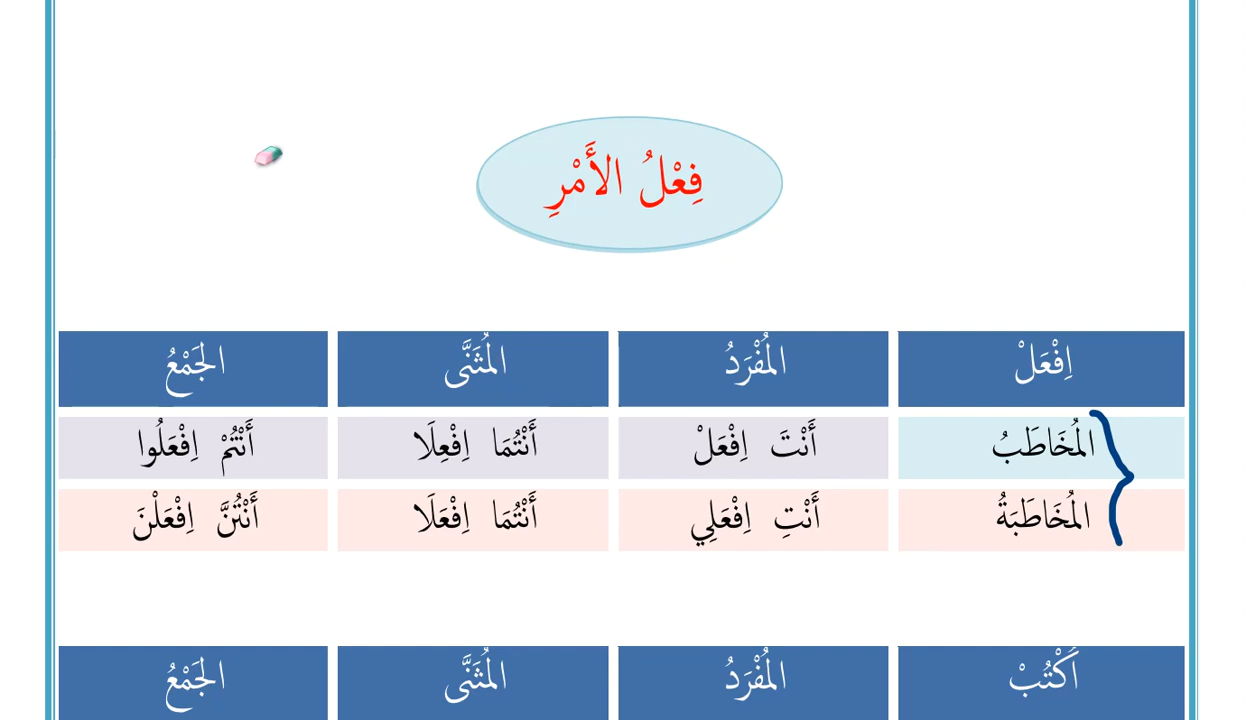 فِعْلُ الأَمْرِ
اِفْعَلْ المُفْرَدُ المُثَنَّى الجَمْعُ
المُخَاطَبُ أَنْتَ اِفْعَلْ أَنْتُمَا اِفْعِلَا أَنْتُمْ اِفْعَلُوا
المُخَاطَبَةُ أَنْتِ اِفْعَلِي أَنْتُمَا اِفْعَلَا أَنْتُنَّ اِفْعَلْنَ
أَكْتُبْ المُفْرَدُ المُثَنَّى الجَمْعُ